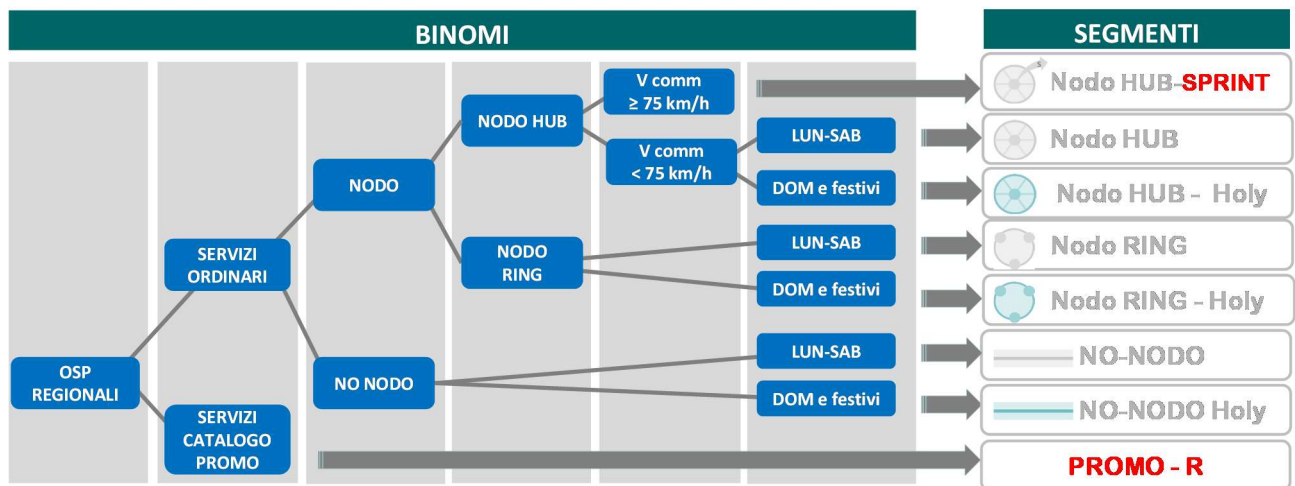 BINOMI
SEGMENTI
OSP
REGIONALI
SERVIZI
ORDINARI
SERVIZI
CATALOGO
PROMO
NODO
NO NODO
NODO HUB
NODO
RING
V comm
≥ 75 km/h
V comm
< 75 km/h
LUN-SAB
DOM e festivi
LUN-SAB
DOM e festivi
LUN-SAB
DOM e festivi
S
Nodo HUB-SPRINT
Nodo HUB
Nodo HUB - Holy
Nodo RING
Nodo RING - Holy
NO-NODO
NO-NODO Holy
PROMO - R